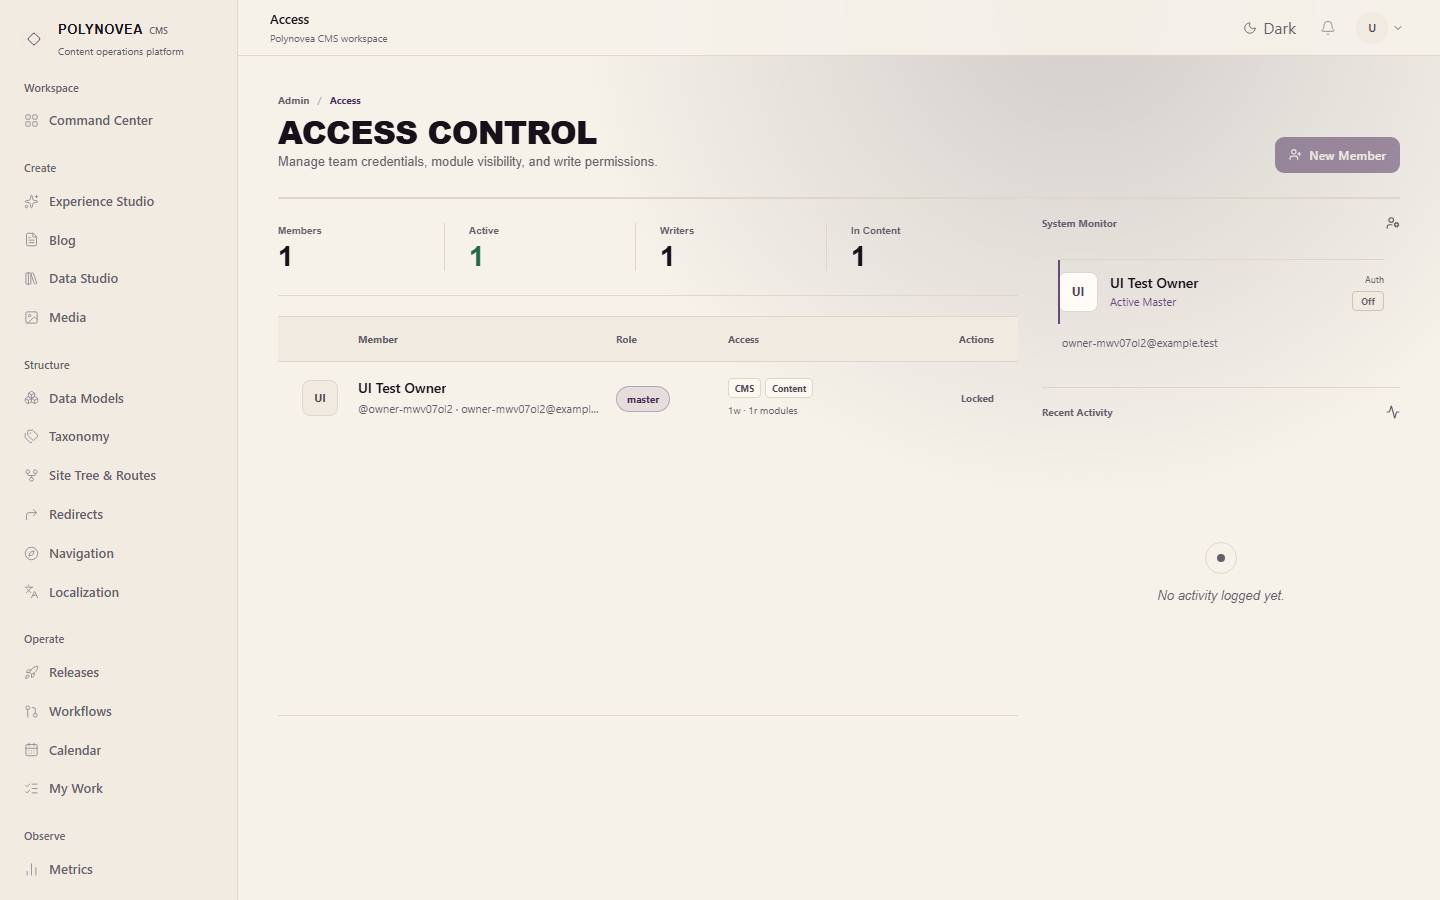 POLYNOVEA CMS
Content operations platform
Workspace
Command Center
Create
Experience Studio
Blog
Data Studio
Media
Structure
Data Models
Taxonomy
Site Tree & Routes
Redirects
Navigation
Localization
Operate
Releases
Workflows
Calendar
My Work
Observe
Metrics
Access
Polynovea CMS workspace
Dark
U
Admin / Access
ACCESS CONTROL
Manage team credentials, module visibility, and write permissions.
New Member
Members
1
Active
1
Writers
1
In Content
1
Member Role Access Actions
UI
UI Test Owner
@owner-mwv07ol2 · owner-mwv07ol2@exampl...
master
CMS Content
1w · 1r modules
Locked
System Monitor
UI
UI Test Owner
Active Master
Auth
Off
owner-mwv07ol2@example.test
Recent Activity
No activity logged yet.